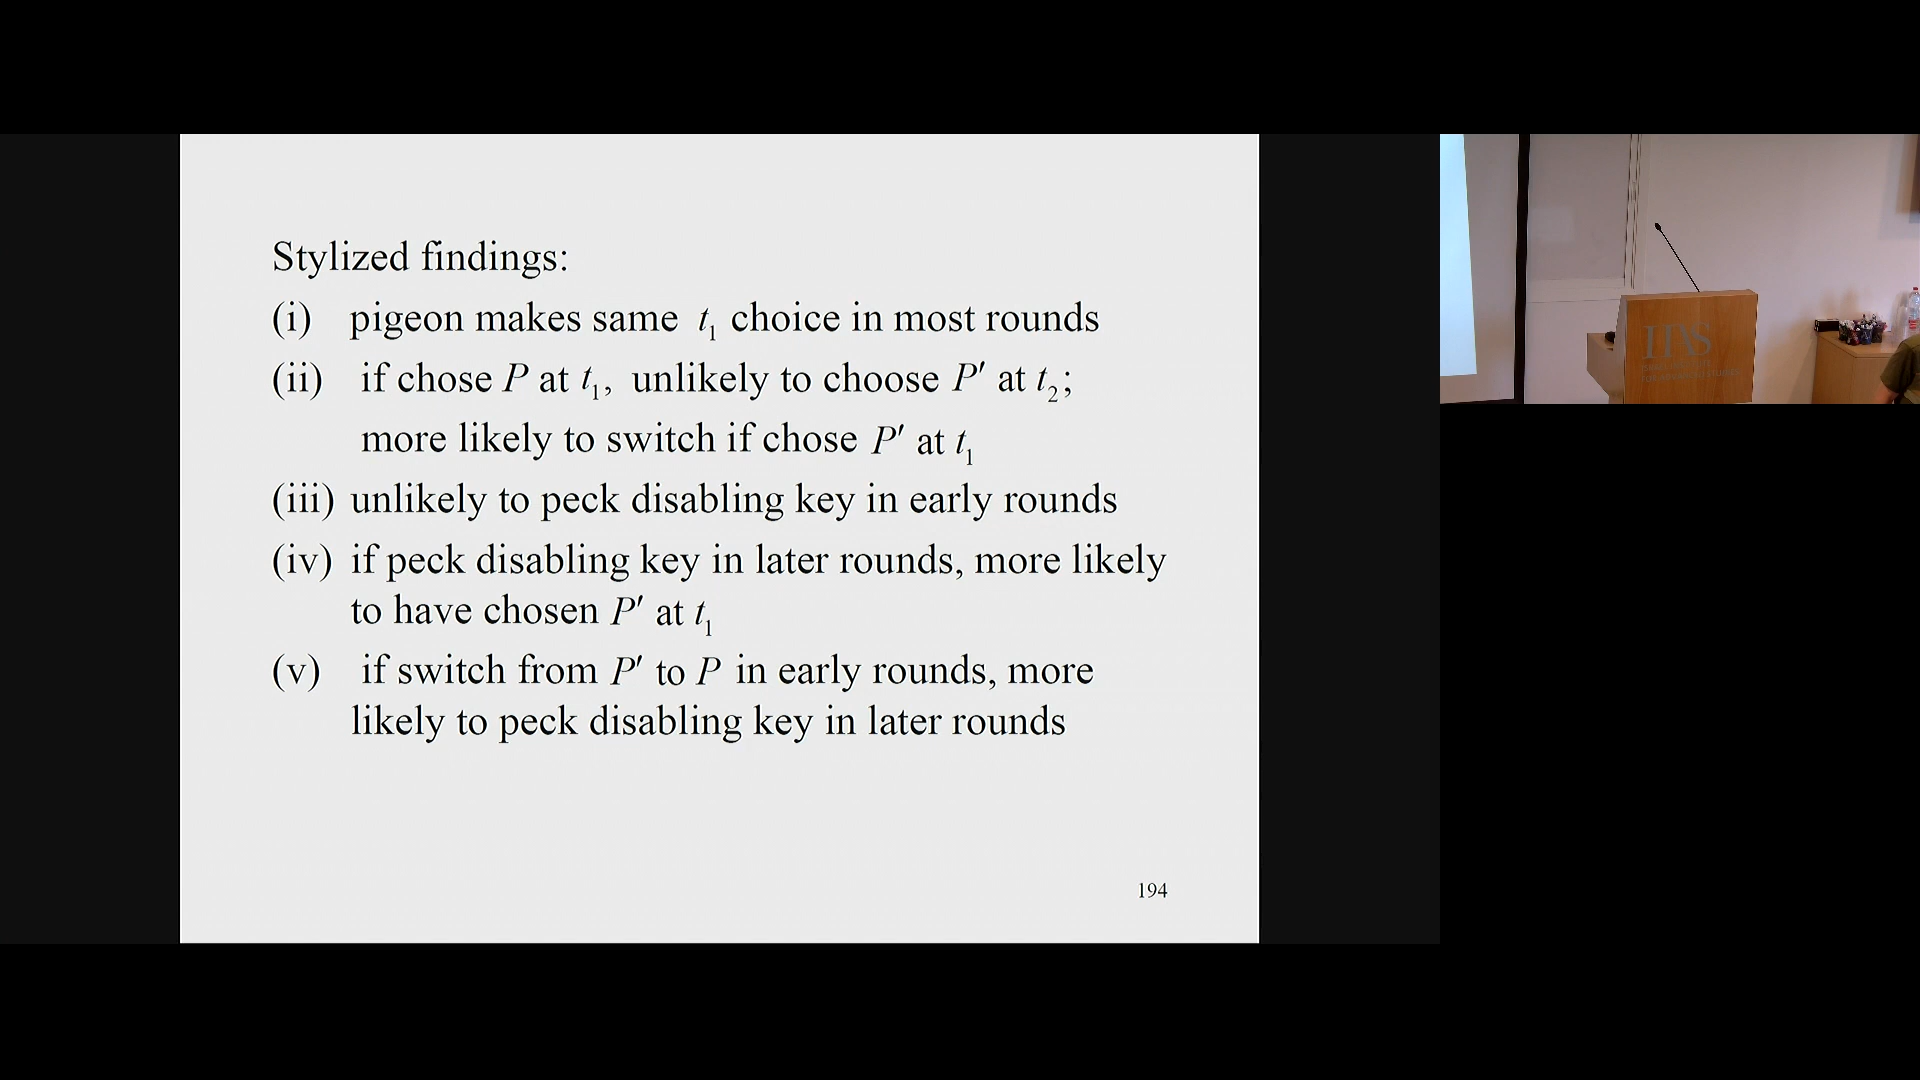 Stylized findings:
(i) pigeon makes same t₁ choice in most rounds
(ii) if chose P at t₁, unlikely to choose P′ at t₂;
more likely to switch if chose P′ at t₁
(iii) unlikely to peck disabling key in early rounds
(iv) if peck disabling key in later rounds, more likely
to have chosen P′ at t₁
(v) if switch from P′ to P in early rounds, more
likely to peck disabling key in later rounds
194
IIAS